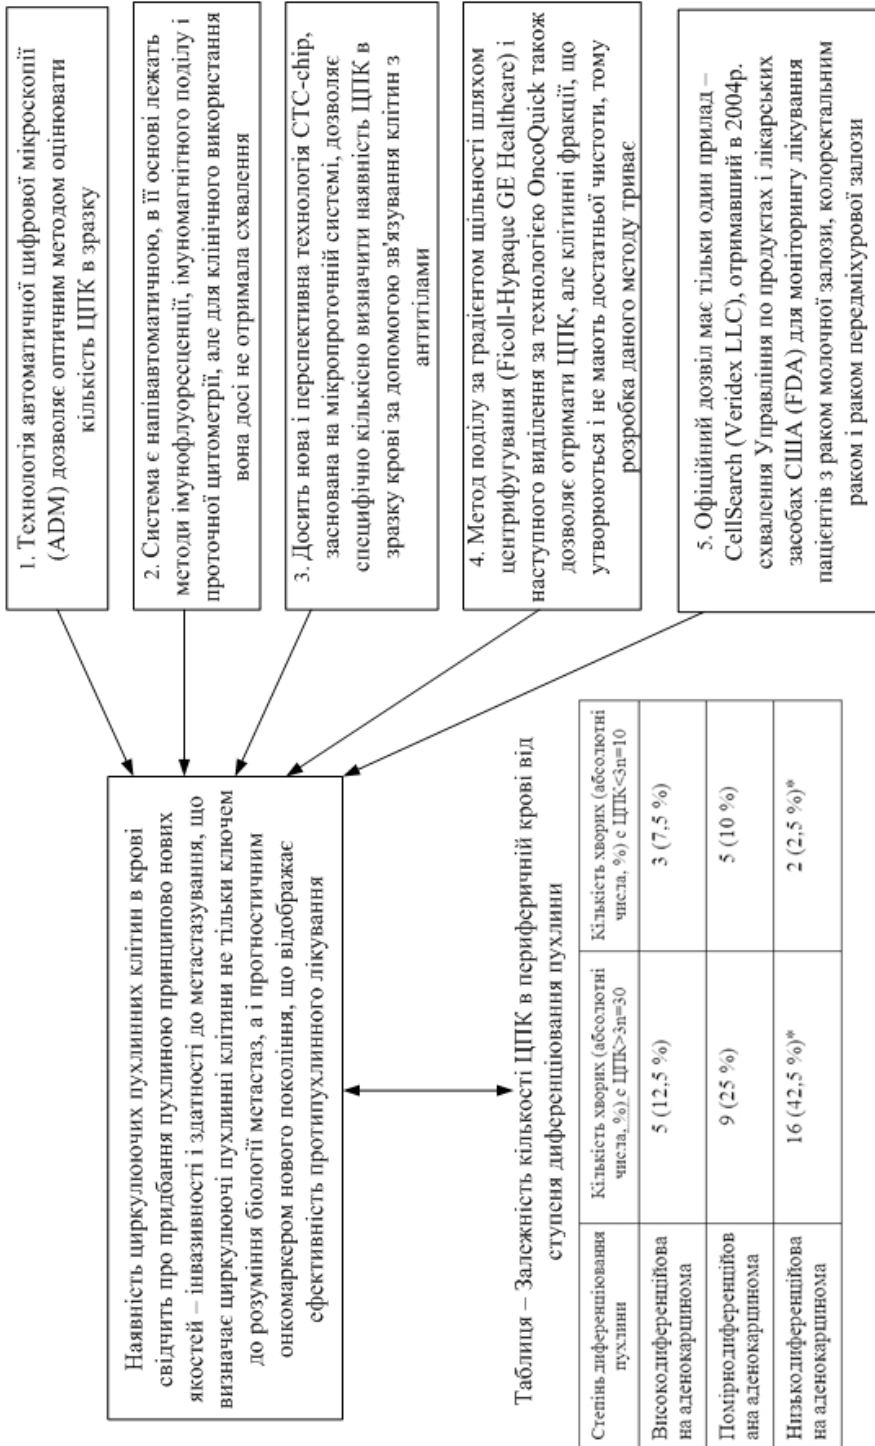 1. Технологія автоматичної цифрової мікроскопії
(ADM) дозволяє оптичним методом оцінювати
кількість ЦПК в зразку
2. Система є напівавтоматичною, в її основі лежать
методи імунофлуоресценції, імуномагнітного поділу і
проточної цитометрії, але для клінічного використання
вона досі не отримала схвалення
3. Досить нова і перспективна технологія CTC-chip,
заснована на мікропроточній системі, дозволяє
специфічно кількісно визначити наявність ЦПК в
зразку крові за допомогою зв'язування клітин з
антитілами
4. Метод поділу за градієнтом щільності шляхом
центрифугування (Ficoll-Hypaque GE Healthcare) і
наступного виділення за технологією OncoQuick також
дозволяє отримати ЦПК, але клітинні фракції, що
утворюються і не мають достатньої чистоти, тому
розробка даного методу триває
5. Офіційний дозвіл має тільки один прилад –
CellSearch (Veridex LLC), отримавший в 2004р.
схвалення Управління по продуктах і лікарських
засобах США (FDA) для моніторингу лікування
пацієнтів з раком молочної залози, колоректальним
раком і раком передміхурової залози
Наявність циркулюючих пухлинних клітин в крові
свідчить про придбання пухлиною принципово нових
якостей – інвазивності і здатності до метастазування, що
визначає циркулюючі пухлинні клітини не тільки ключем
до розуміння біології метастаз, а і прогностичним
онкомаркером нового покоління, що відображає
ефективність протипухлинного лікування
Таблиця – Залежність кількості ЦПК в периферичній крові від
ступеня диференціювання пухлини
Степінь диференціювання
пухлини
Кількість хворих (абсолютні
числа, %) с ЦПК>3n=30
Кількість хворих (абсолютні
числа, %) с ЦПК<3n=10
Високодиференційова
на аденокарцинома
5 (12,5 %)
3 (7,5 %)
Помірнодиференційов
ана аденокарцинома
9 (25 %)
5 (10 %)
Низькодиференційова
на аденокарцинома
16 (42,5 %)*
2 (2,5 %)*